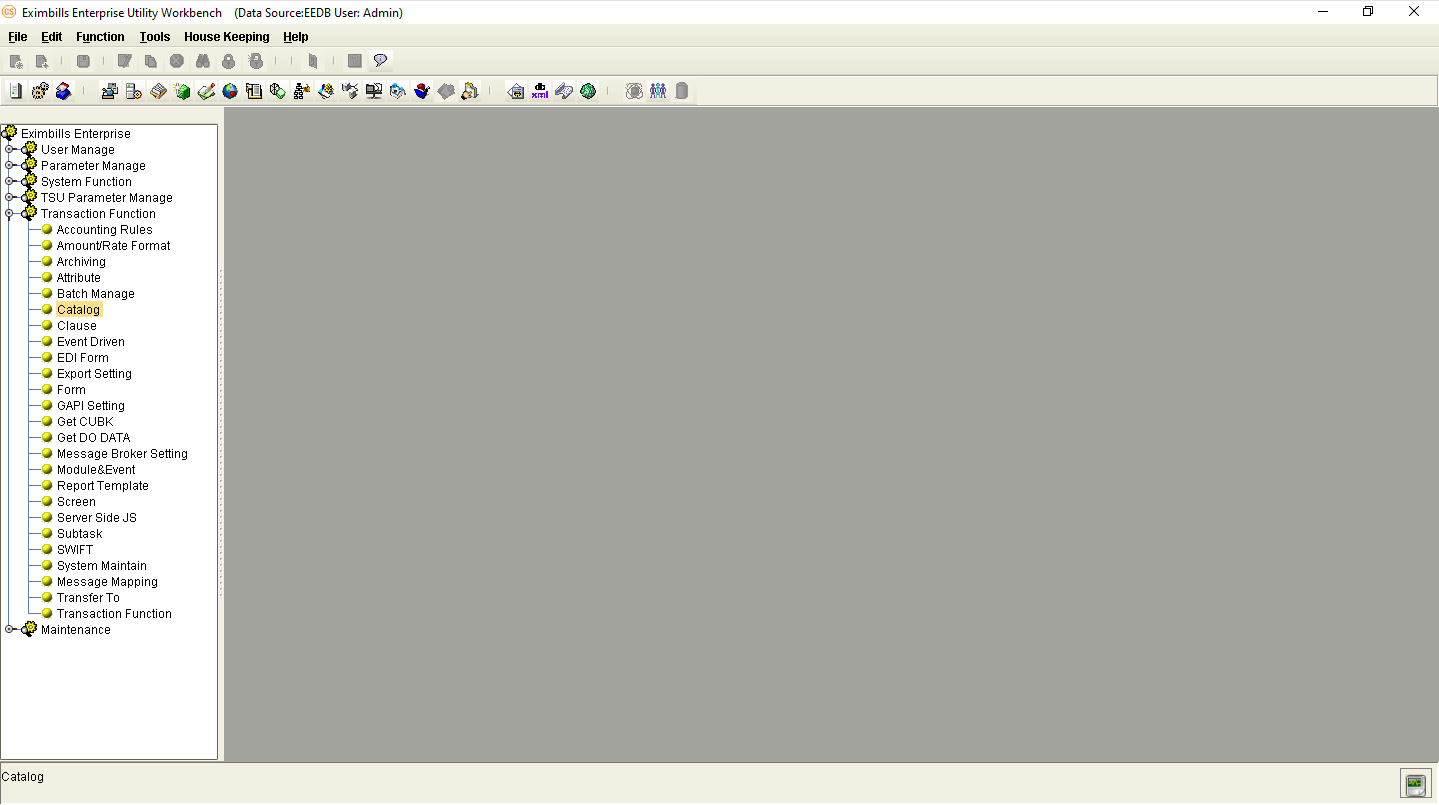 CS Eximbills Enterprise Utility Workbench (Data Source:EEDB User: Admin)
File Edit Function Tools House Keeping Help
do
xml
Eximbills Enterprise
User Manage
Parameter Manage
System Function
TSU Parameter Manage
Transaction Function
Accounting Rules
Amount/Rate Format
Archiving
Attribute
Batch Manage
Catalog
Clause
Event Driven
EDI Form
Export Setting
Form
GAPI Setting
Get CUBK
Get DO DATA
Message Broker Setting
Module&Event
Report Template
Screen
Server Side JS
Subtask
SWIFT
System Maintain
Message Mapping
Transfer To
Transaction Function
Maintenance
Catalog